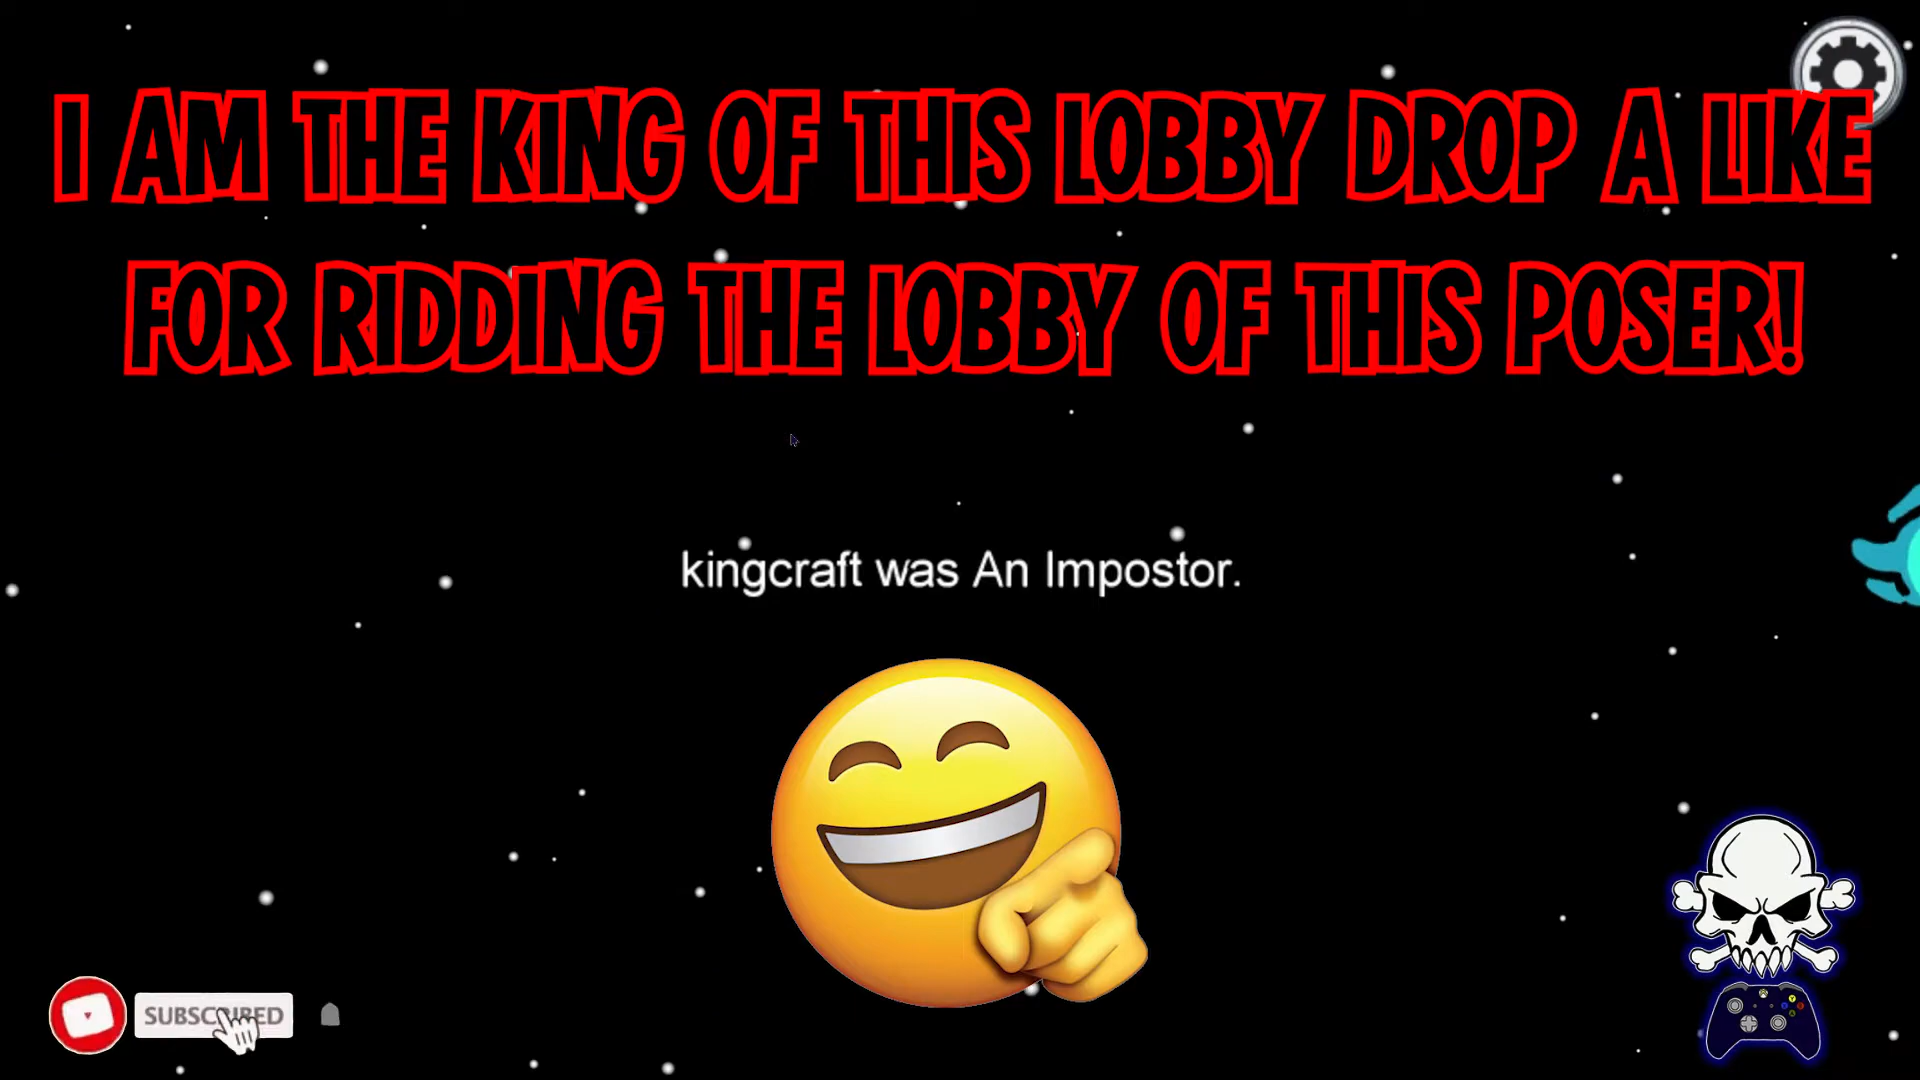 I AM THE KING OF THIS LOBBY DROP A LIKE
FOR RIDDING THE LOBBY OF THIS POSER!
kingcraft was An Impostor.
SUBSCRIBED